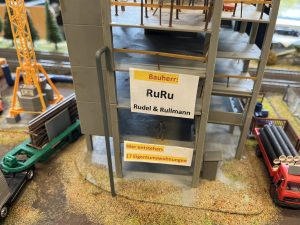 Bauherr:
RuRu
Rudel & Rullmann
Hier entstehen:
17 Eigentumswohnungen